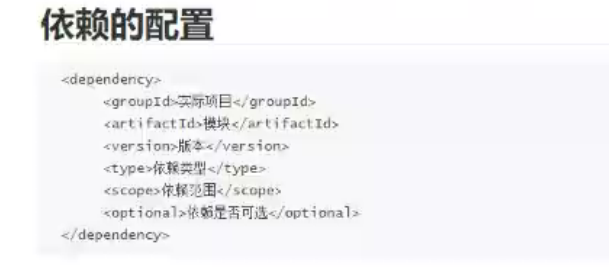 依赖的配置
<dependency>
<groupId>实际项目</groupId>
<artifactId>模块</artifactId>
<version>版本</version>
<type>依赖类型</type>
<scope>依赖范围</scope>
<optional>依赖是否可选</optional>
</dependency>